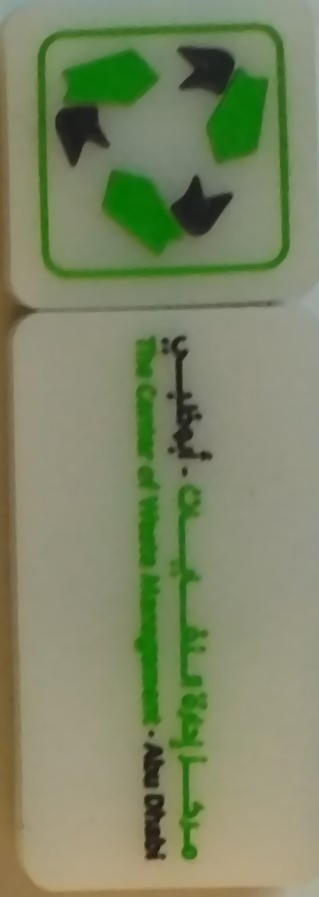 مركز إدارة النفايات - أبوظبي
The Center of Waste Management - Abu Dhabi